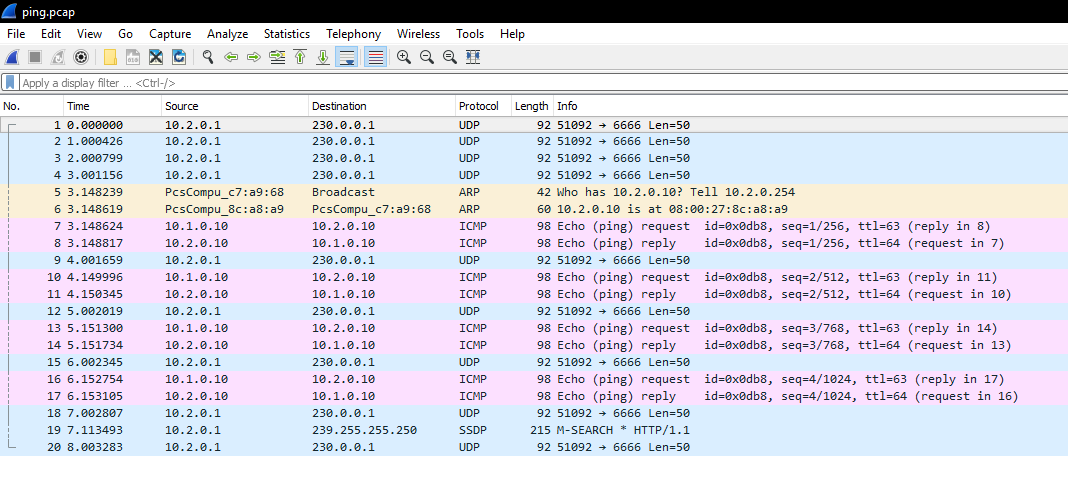 ping.pcap
File Edit View Go Capture Analyze Statistics Telephony Wireless Tools Help
Apply a display filter ... <Ctrl-/>
No. Time Source Destination Protocol Length Info
1 0.000000 10.2.0.1 230.0.0.1 UDP 92 51092 → 6666 Len=50
2 1.000426 10.2.0.1 230.0.0.1 UDP 92 51092 → 6666 Len=50
3 2.000799 10.2.0.1 230.0.0.1 UDP 92 51092 → 6666 Len=50
4 3.001156 10.2.0.1 230.0.0.1 UDP 92 51092 → 6666 Len=50
5 3.148239 PcsCompu_c7:a9:68 Broadcast ARP 42 Who has 10.2.0.10? Tell 10.2.0.254
6 3.148619 PcsCompu_8c:a8:a9 PcsCompu_c7:a9:68 ARP 60 10.2.0.10 is at 08:00:27:8c:a8:a9
7 3.148624 10.1.0.10 10.2.0.10 ICMP 98 Echo (ping) request id=0x0db8, seq=1/256, ttl=63 (reply in 8)
8 3.148817 10.2.0.10 10.1.0.10 ICMP 98 Echo (ping) reply id=0x0db8, seq=1/256, ttl=64 (request in 7)
9 4.001659 10.2.0.1 230.0.0.1 UDP 92 51092 → 6666 Len=50
10 4.149996 10.1.0.10 10.2.0.10 ICMP 98 Echo (ping) request id=0x0db8, seq=2/512, ttl=63 (reply in 11)
11 4.150345 10.2.0.10 10.1.0.10 ICMP 98 Echo (ping) reply id=0x0db8, seq=2/512, ttl=64 (request in 10)
12 5.002019 10.2.0.1 230.0.0.1 UDP 92 51092 → 6666 Len=50
13 5.151300 10.1.0.10 10.2.0.10 ICMP 98 Echo (ping) request id=0x0db8, seq=3/768, ttl=63 (reply in 14)
14 5.151734 10.2.0.10 10.1.0.10 ICMP 98 Echo (ping) reply id=0x0db8, seq=3/768, ttl=64 (request in 13)
15 6.002345 10.2.0.1 230.0.0.1 UDP 92 51092 → 6666 Len=50
16 6.152754 10.1.0.10 10.2.0.10 ICMP 98 Echo (ping) request id=0x0db8, seq=4/1024, ttl=63 (reply in 17)
17 6.153105 10.2.0.10 10.1.0.10 ICMP 98 Echo (ping) reply id=0x0db8, seq=4/1024, ttl=64 (request in 16)
18 7.002807 10.2.0.1 230.0.0.1 UDP 92 51092 → 6666 Len=50
19 7.113493 10.2.0.1 239.255.255.250 SSDP 215 M-SEARCH * HTTP/1.1
20 8.003283 10.2.0.1 230.0.0.1 UDP 92 51092 → 6666 Len=50